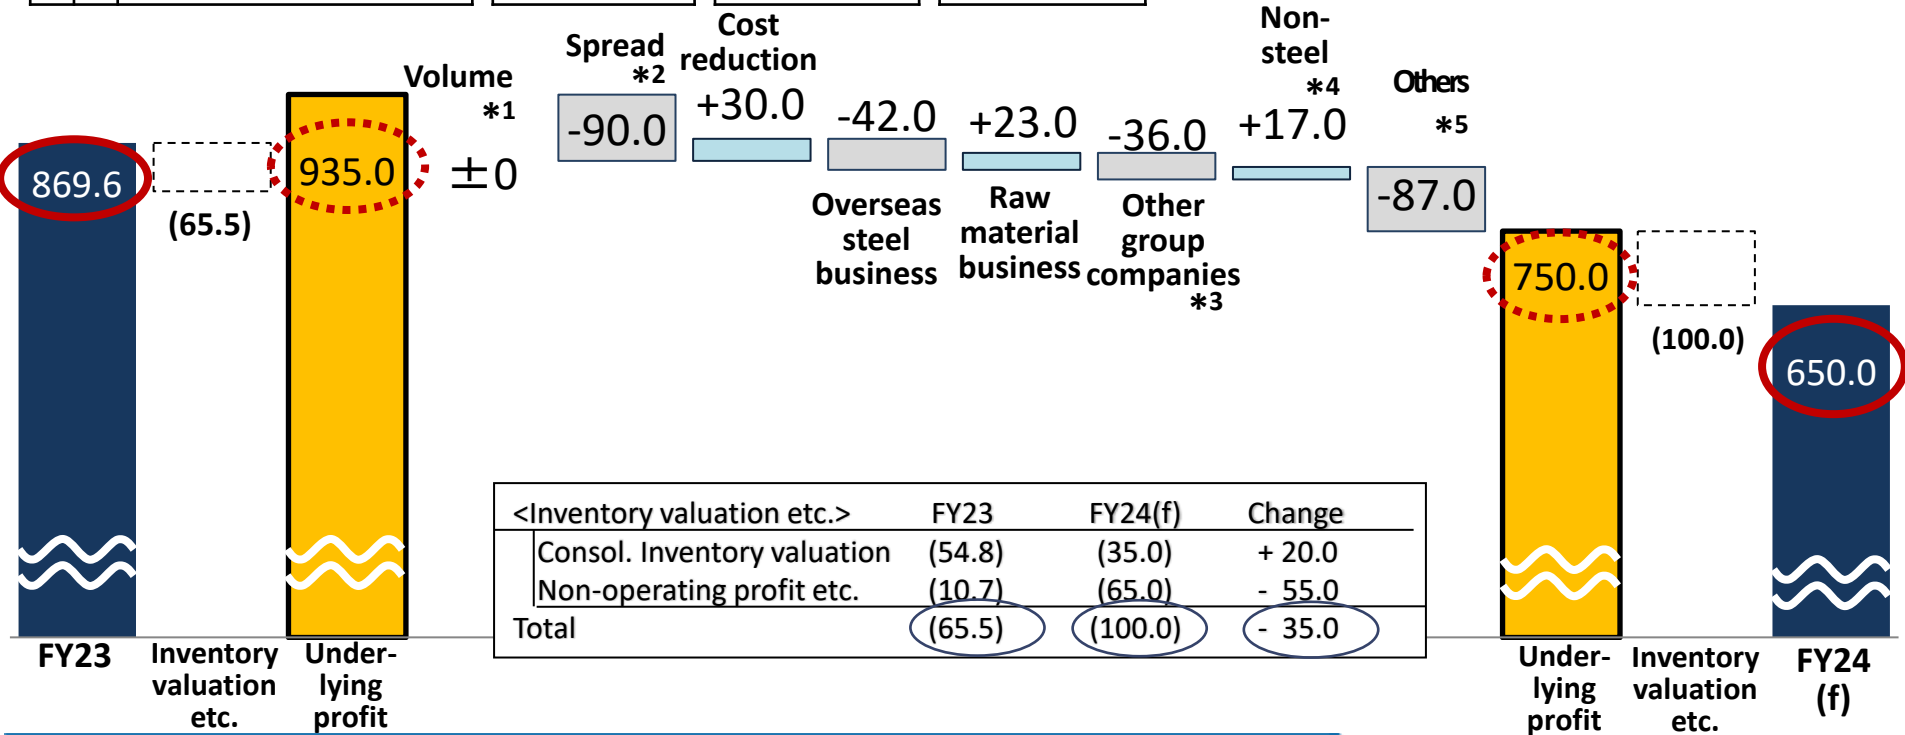 Volume
*1
Spread
*2
Cost
reduction
Non-
steel
*4
Others
*5
869.6
(65.5)
935.0
±0
-90.0
+30.0
-42.0
+23.0
-36.0
+17.0
-87.0
Overseas
steel
business
Raw
material
business
Other
group
companies
*3
750.0
(100.0)
650.0
<Inventory valuation etc.> FY23 FY24(f) Change
Consol. Inventory valuation (54.8) (35.0) + 20.0
Non-operating profit etc. (10.7) (65.0) - 55.0
Total (65.5) (100.0) - 35.0
FY23
Inventory
valuation
etc.
Under-
lying
profit
Under-
lying
profit
Inventory
valuation
etc.
FY24
(f)